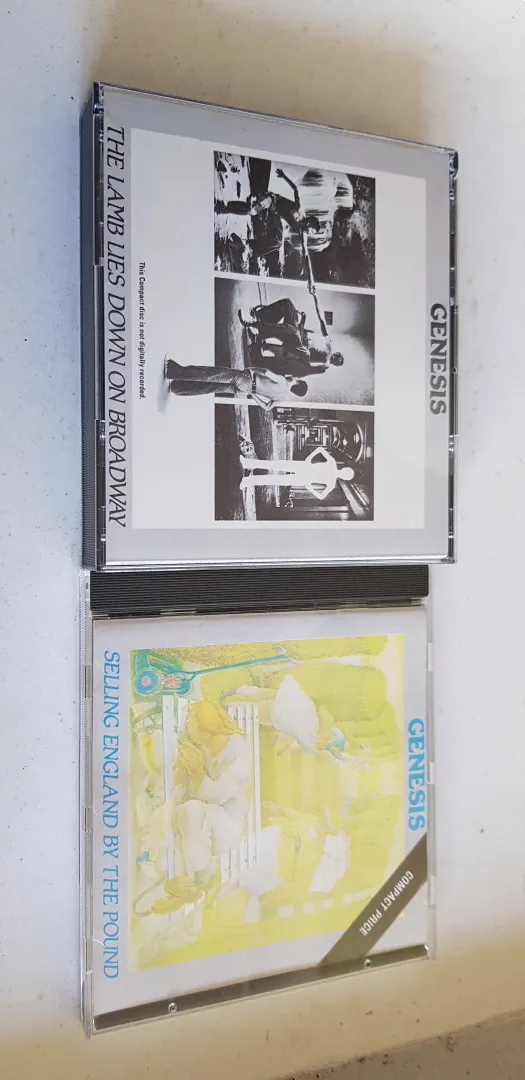 GENESIS
This Compact disc is not digitally recorded.
THE LAMB LIES DOWN ON BROADWAY
GENESIS
COMPACT PRICE
SELLING ENGLAND BY THE POUND